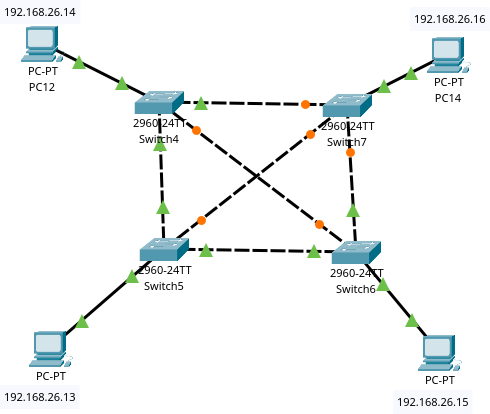 192.168.26.14
192.168.26.16
PC-PT
PC12
PC-PT
PC14
2960-24TT
Switch4
2960-24TT
Switch7
2960-24TT
Switch5
2960-24TT
Switch6
PC-PT
192.168.26.13
PC-PT
192.168.26.15